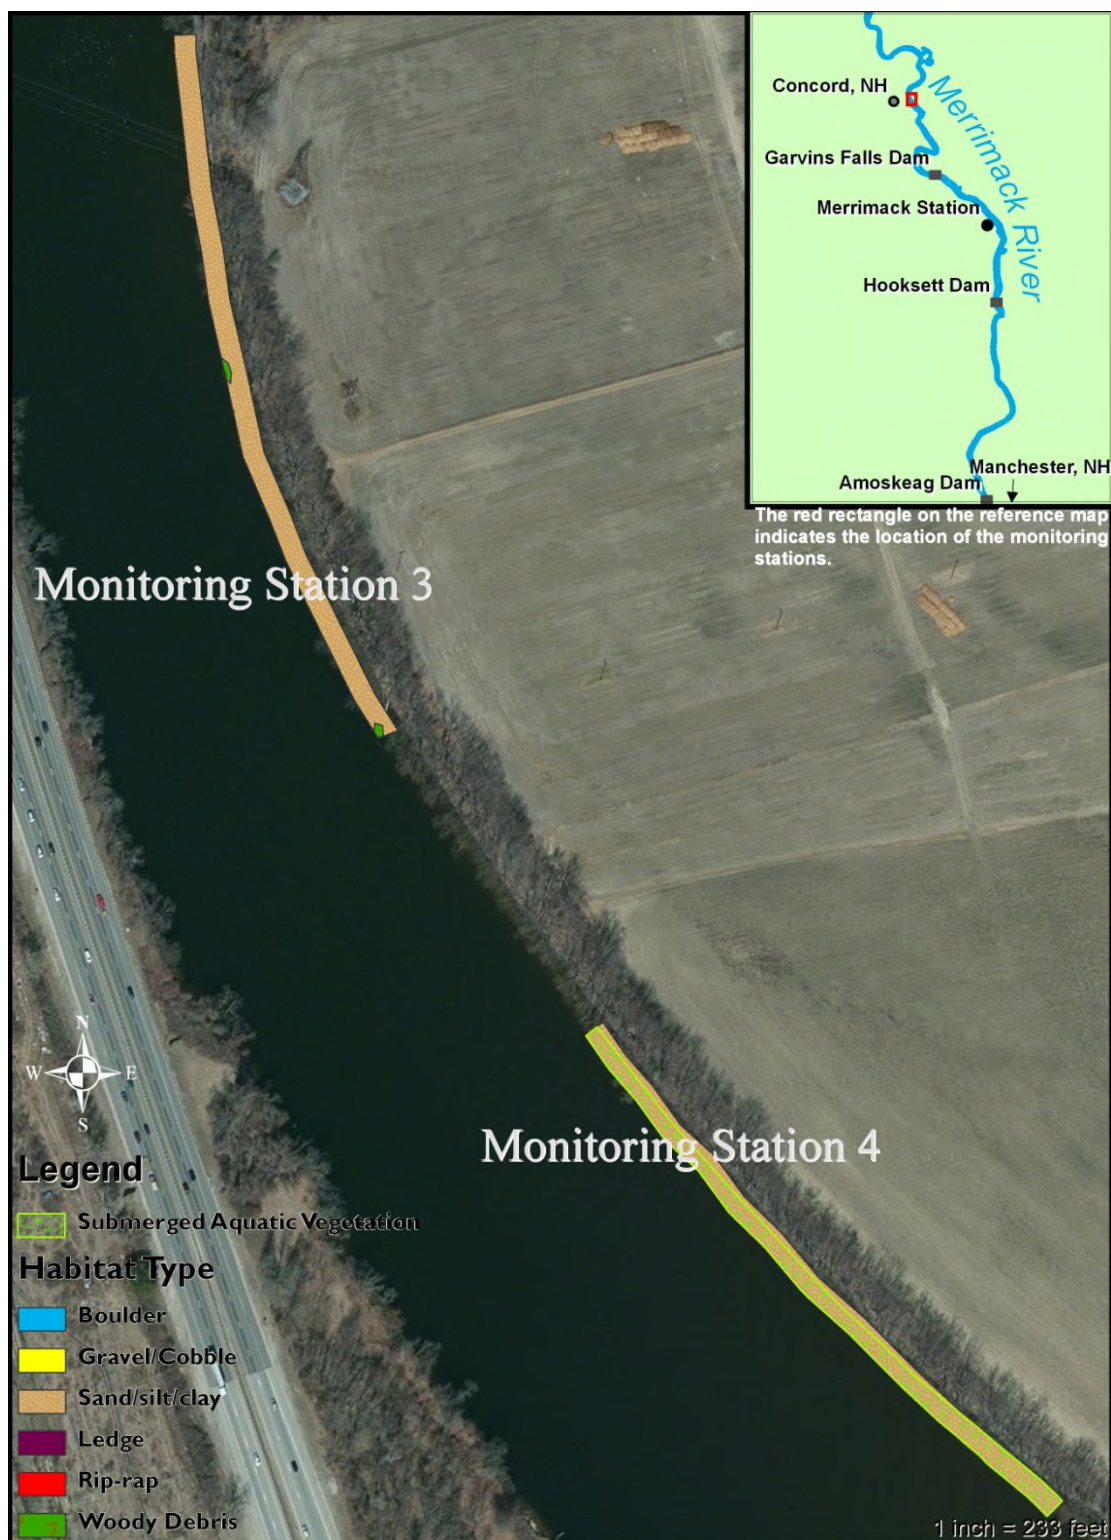 Concord, NH
Merrimack River
Garvins Falls Dam
Merrimack Station
Hooksett Dam
Manchester, NH
Amoskeag Dam
The red rectangle on the reference map
indicates the location of the monitoring
stations.
Monitoring Station 3
N
W
E
S
Monitoring Station 4
Legend
Submerged Aquatic Vegetation
Habitat Type
Boulder
Gravel/Cobble
Sand/silt/clay
Ledge
Rip-rap
Woody Debris
1 inch = 233 feet